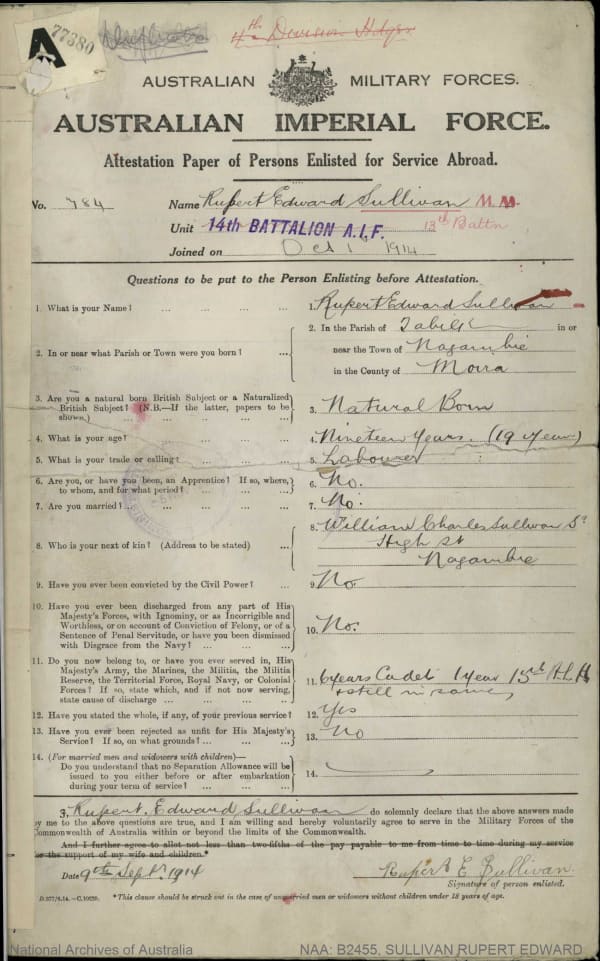 A 77380
4th Division Hdqrs
AUSTRALIAN MILITARY FORCES.
AUSTRALIAN IMPERIAL FORCE.
Attestation Paper of Persons Enlisted for Service Abroad.
No. 784 Name Rupert Edward Sullivan M.M.
Unit 14th BATTALION A.I.F. 13th Battn
Joined on Oct 1 1914
Questions to be put to the Person Enlisting before Attestation.
1. What is your Name? ... ... ... ... 1. Rupert Edward Sullivan
2. In or near what Parish or Town were you born? ... 2. In the Parish of Tabilk in or
near the Town of Nagambie
in the County of Moira
3. Are you a natural born British Subject or a Naturalized
British Subject? (N.B.—If the latter, papers to be
shown.) ... ... ... ... ... 3. Natural Born
4. What is your age? ... ... ... ... 4. Nineteen Years. (19 years)
5. What is your trade or calling? ... ... ... 5. Labourer
6. Are you, or have you been, an Apprentice? If so, where,
to whom, and for what period? ... ... ... 6. No.
7. Are you married? ... ... ... ... 7. No.
8. Who is your next of kin? (Address to be stated) ... 8. William Charles Sullivan Sr
High St
Nagambie
9. Have you ever been convicted by the Civil Power? ... 9. No
10. Have you ever been discharged from any part of His
Majesty's Forces, with Ignominy, or as Incorrigible and
Worthless, or on account of Conviction of Felony, or of a
Sentence of Penal Servitude, or have you been dismissed
with Disgrace from the Navy? ... ... ... 10. No.
11. Do you now belong to, or have you ever served in, His
Majesty's Army, the Marines, the Militia, the Militia
Reserve, the Territorial Force, Royal Navy, or Colonial
Forces? If so, state which, and if not now serving,
state cause of discharge ... ... ... 11. 6 years Cadet 1 Year 15th A.L.H
& still in same,
12. Have you stated the whole, if any, of your previous service? 12. Yes
13. Have you ever been rejected as unfit for His Majesty's
Service? If so, on what grounds? ... ... ... 13. No
14. (For married men and widowers with children)—
Do you understand that no Separation Allowance will be
issued to you either before or after embarkation
during your term of service? ... ... ... 14.
I, Rupert. Edward Sullivan do solemnly declare that the above answers made
by me to the above questions are true, and I am willing and hereby voluntarily agree to serve in the Military Forces of the
Commonwealth of Australia within or beyond the limits of the Commonwealth.
And I further agree to allot not less than two-fifths of the pay payable to me from time to time during my service
for the support of my wife and children.*
Date 9th Sept. 1914 Rupert E Sullivan.
Signature of person enlisted.
*This clause should be struck out in the case of unmarried men or widowers without children under 18 years of age.
National Archives of Australia NAA: B2455, SULLIVAN RUPERT EDWARD